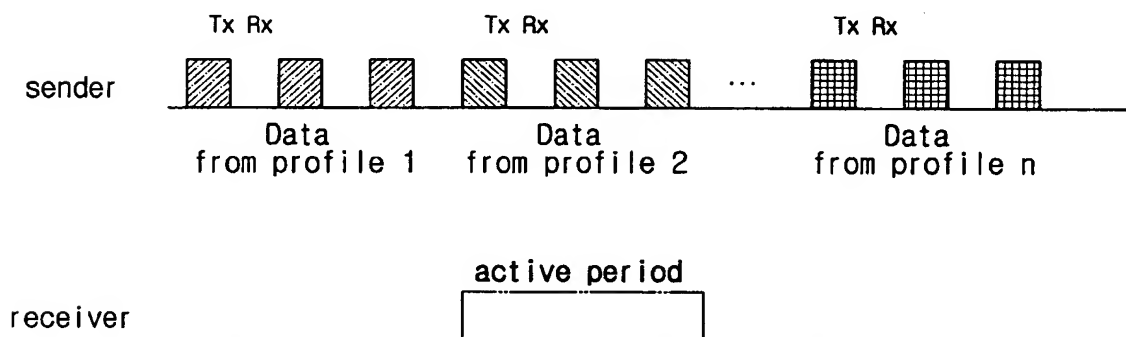 Tx Rx Tx Rx Tx Rx
sender
...
Data
from profile 1
Data
from profile 2
Data
from profile n
active period
receiver